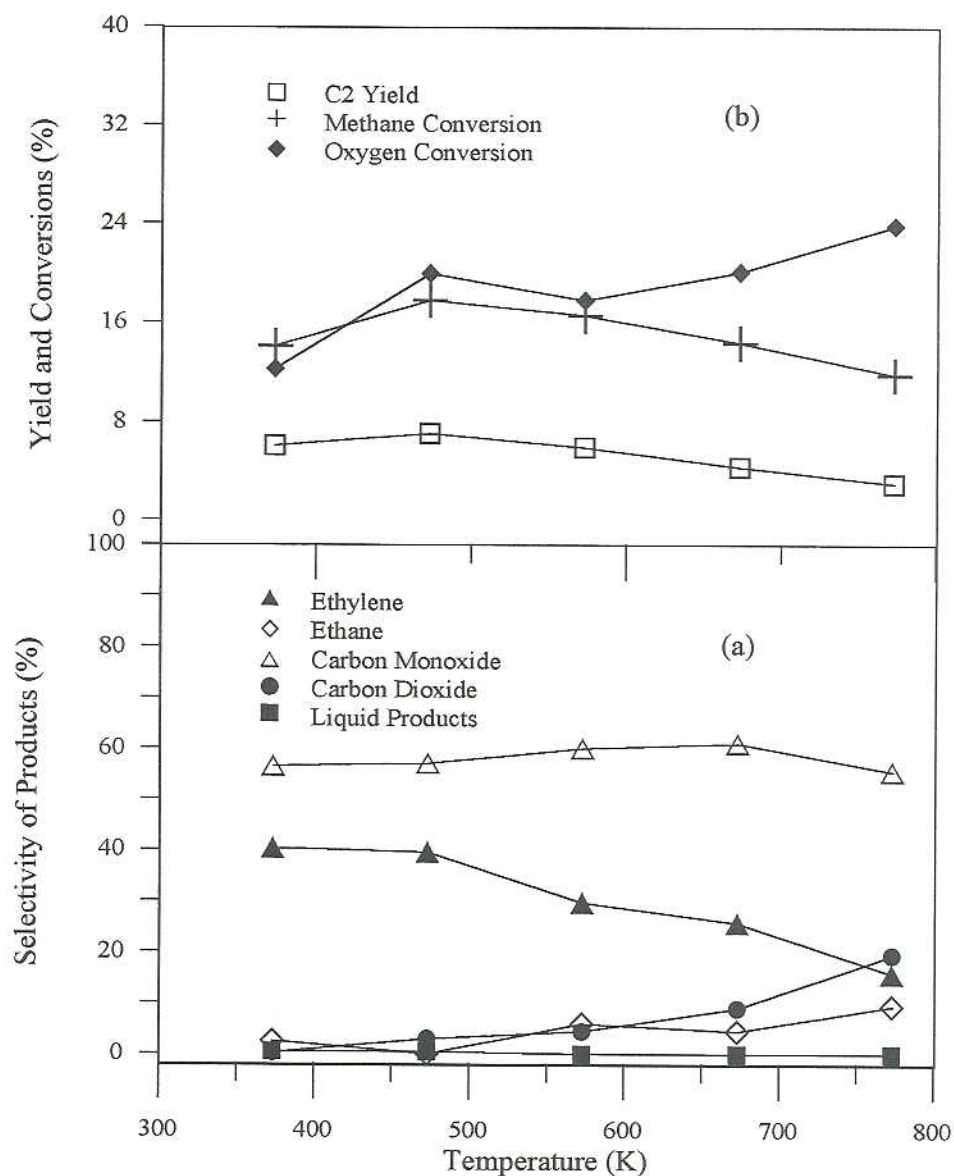 40
32
24
16
8
0
Yield and Conversions (%)
C2 Yield
Methane Conversion
Oxygen Conversion
(b)
100
80
60
40
20
0
Selectivity of Products (%)
Ethylene
Ethane
Carbon Monoxide
Carbon Dioxide
Liquid Products
(a)
300 400 500 600 700 800
Temperature (K)